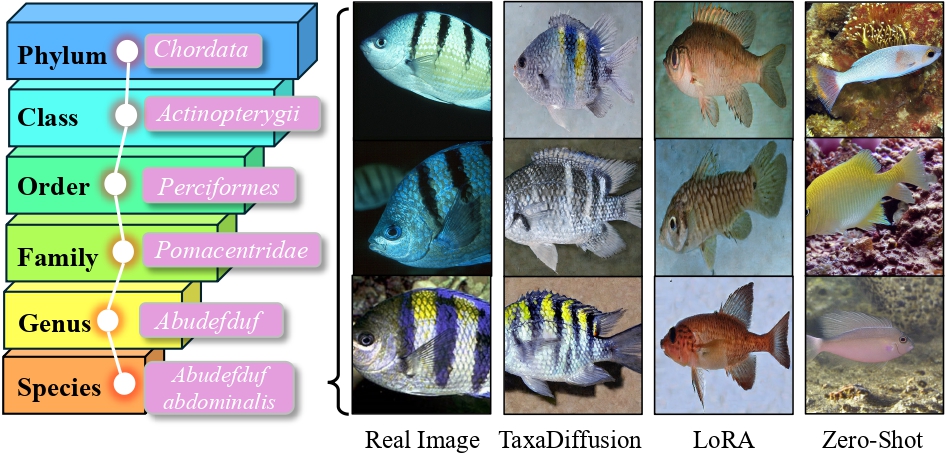 Phylum
Chordata
Class
Actinopterygii
Order
Perciformes
Family
Pomacentridae
Genus
Abudefduf
Species
Abudefduf
abdominalis
Real Image
TaxaDiffusion
LoRA
Zero-Shot